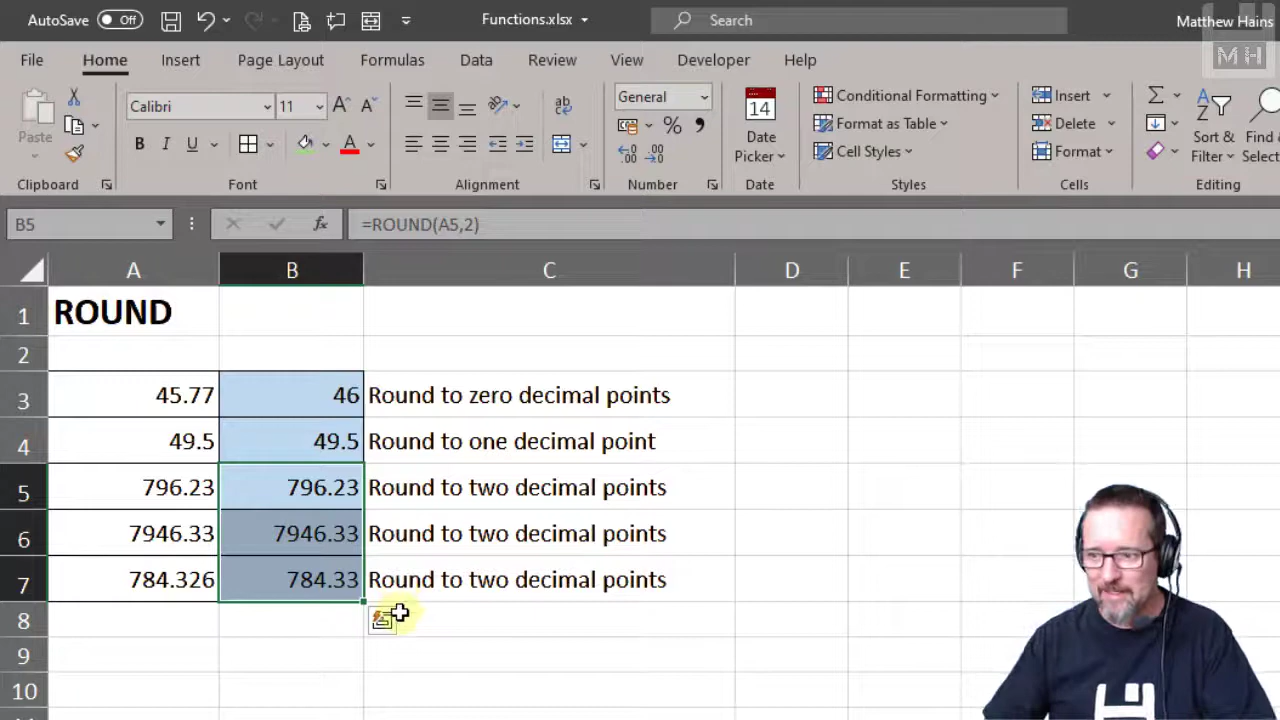 AutoSave Off Functions.xlsx Search Matthew Hains
MH
File Home Insert Page Layout Formulas Data Review View Developer Help
Paste
Clipboard
Calibri 11
B I U A
Font
ab
Alignment
General
% ,
Number
14
Date
Picker
Date
Conditional Formatting
Format as Table
Cell Styles
Styles
Insert
Delete
Format
Cells
Sort &
Filter
Find
Select
Editing
B5 fx =ROUND(A5,2)
A B C D E F G H
1 ROUND
2
3 45.77 46 Round to zero decimal points
4 49.5 49.5 Round to one decimal point
5 796.23 796.23 Round to two decimal points
6 7946.33 7946.33 Round to two decimal points
7 784.326 784.33 Round to two decimal points
8
9
10